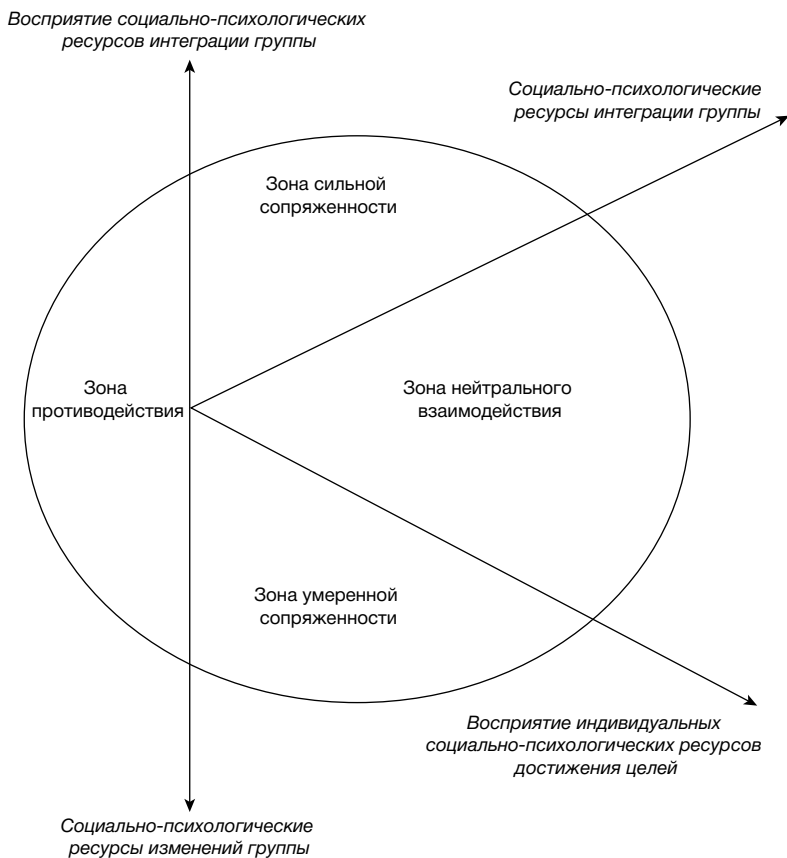 Восприятие социально-психологических
ресурсов интеграции группы
Социально-психологические
ресурсы интеграции группы
Зона сильной
сопряженности
Зона
противодействия
Зона нейтрального
взаимодействия
Зона умеренной
сопряженности
Восприятие индивидуальных
социально-психологических ресурсов
достижения целей
Социально-психологические
ресурсы изменений группы